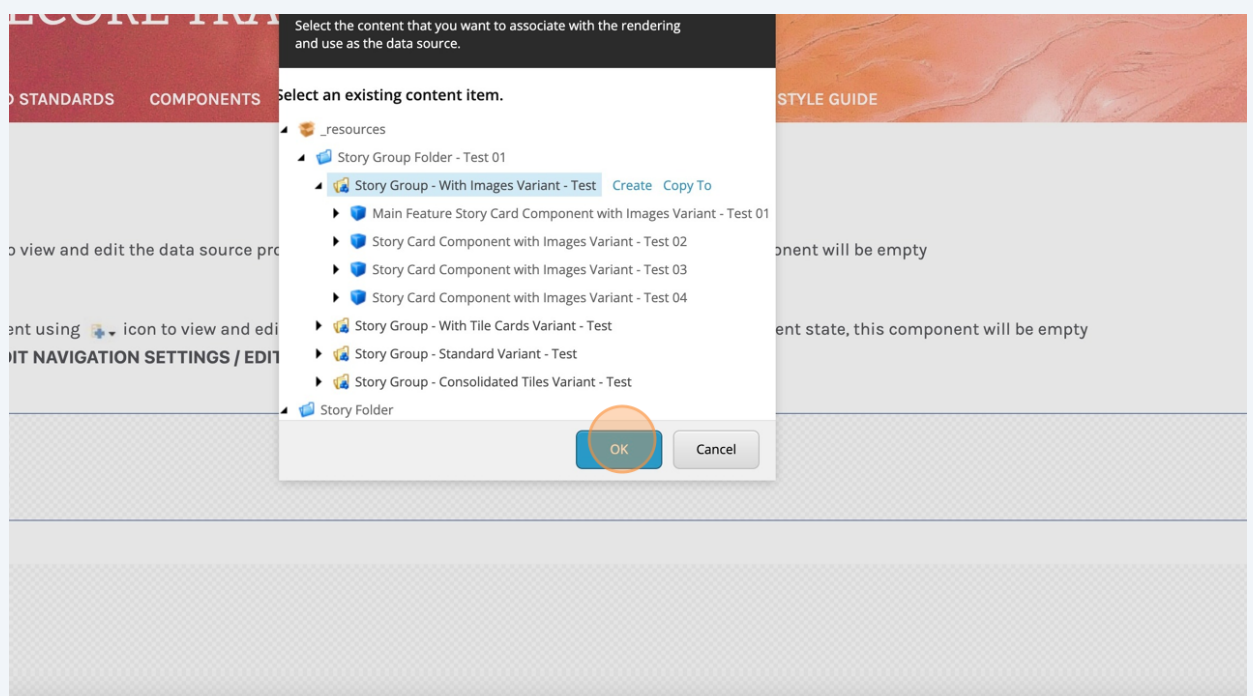 Select the content that you want to associate with the rendering
and use as the data source.
STANDARDS COMPONENTS STYLE GUIDE
Select an existing content item.
_resources
Story Group Folder - Test 01
Story Group - With Images Variant - Test Create Copy To
Main Feature Story Card Component with Images Variant - Test 01
Story Card Component with Images Variant - Test 02
o view and edit the data source onent will be empty
Story Card Component with Images Variant - Test 03
Story Card Component with Images Variant - Test 04
Story Group - With Tile Cards Variant - Test
ent using icon to view and edi ent state, this component will be empty
Story Group - Standard Variant - Test
IT NAVIGATION SETTINGS / EDIT
Story Group - Consolidated Tiles Variant - Test
Story Folder
OK Cancel